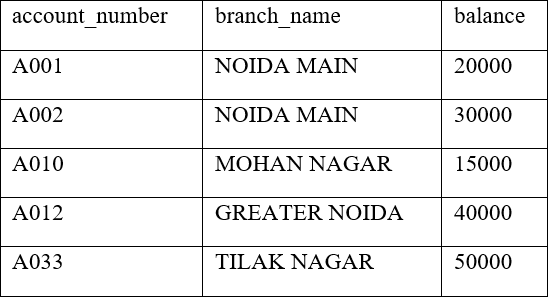 account_number branch_name balance
A001 NOIDA MAIN 20000
A002 NOIDA MAIN 30000
A010 MOHAN NAGAR 15000
A012 GREATER NOIDA 40000
A033 TILAK NAGAR 50000